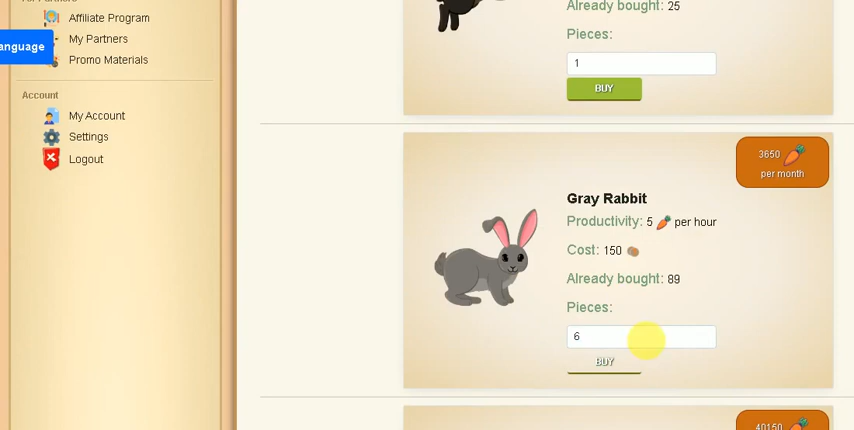 Affiliate Program
My Partners
Promo Materials
anguage
Account
My Account
Settings
Logout
Already bought: 25
Pieces:
1
BUY
3650
per month
Gray Rabbit
Productivity: 5 per hour
Cost: 150
Already bought: 89
Pieces:
6
BUY
40150